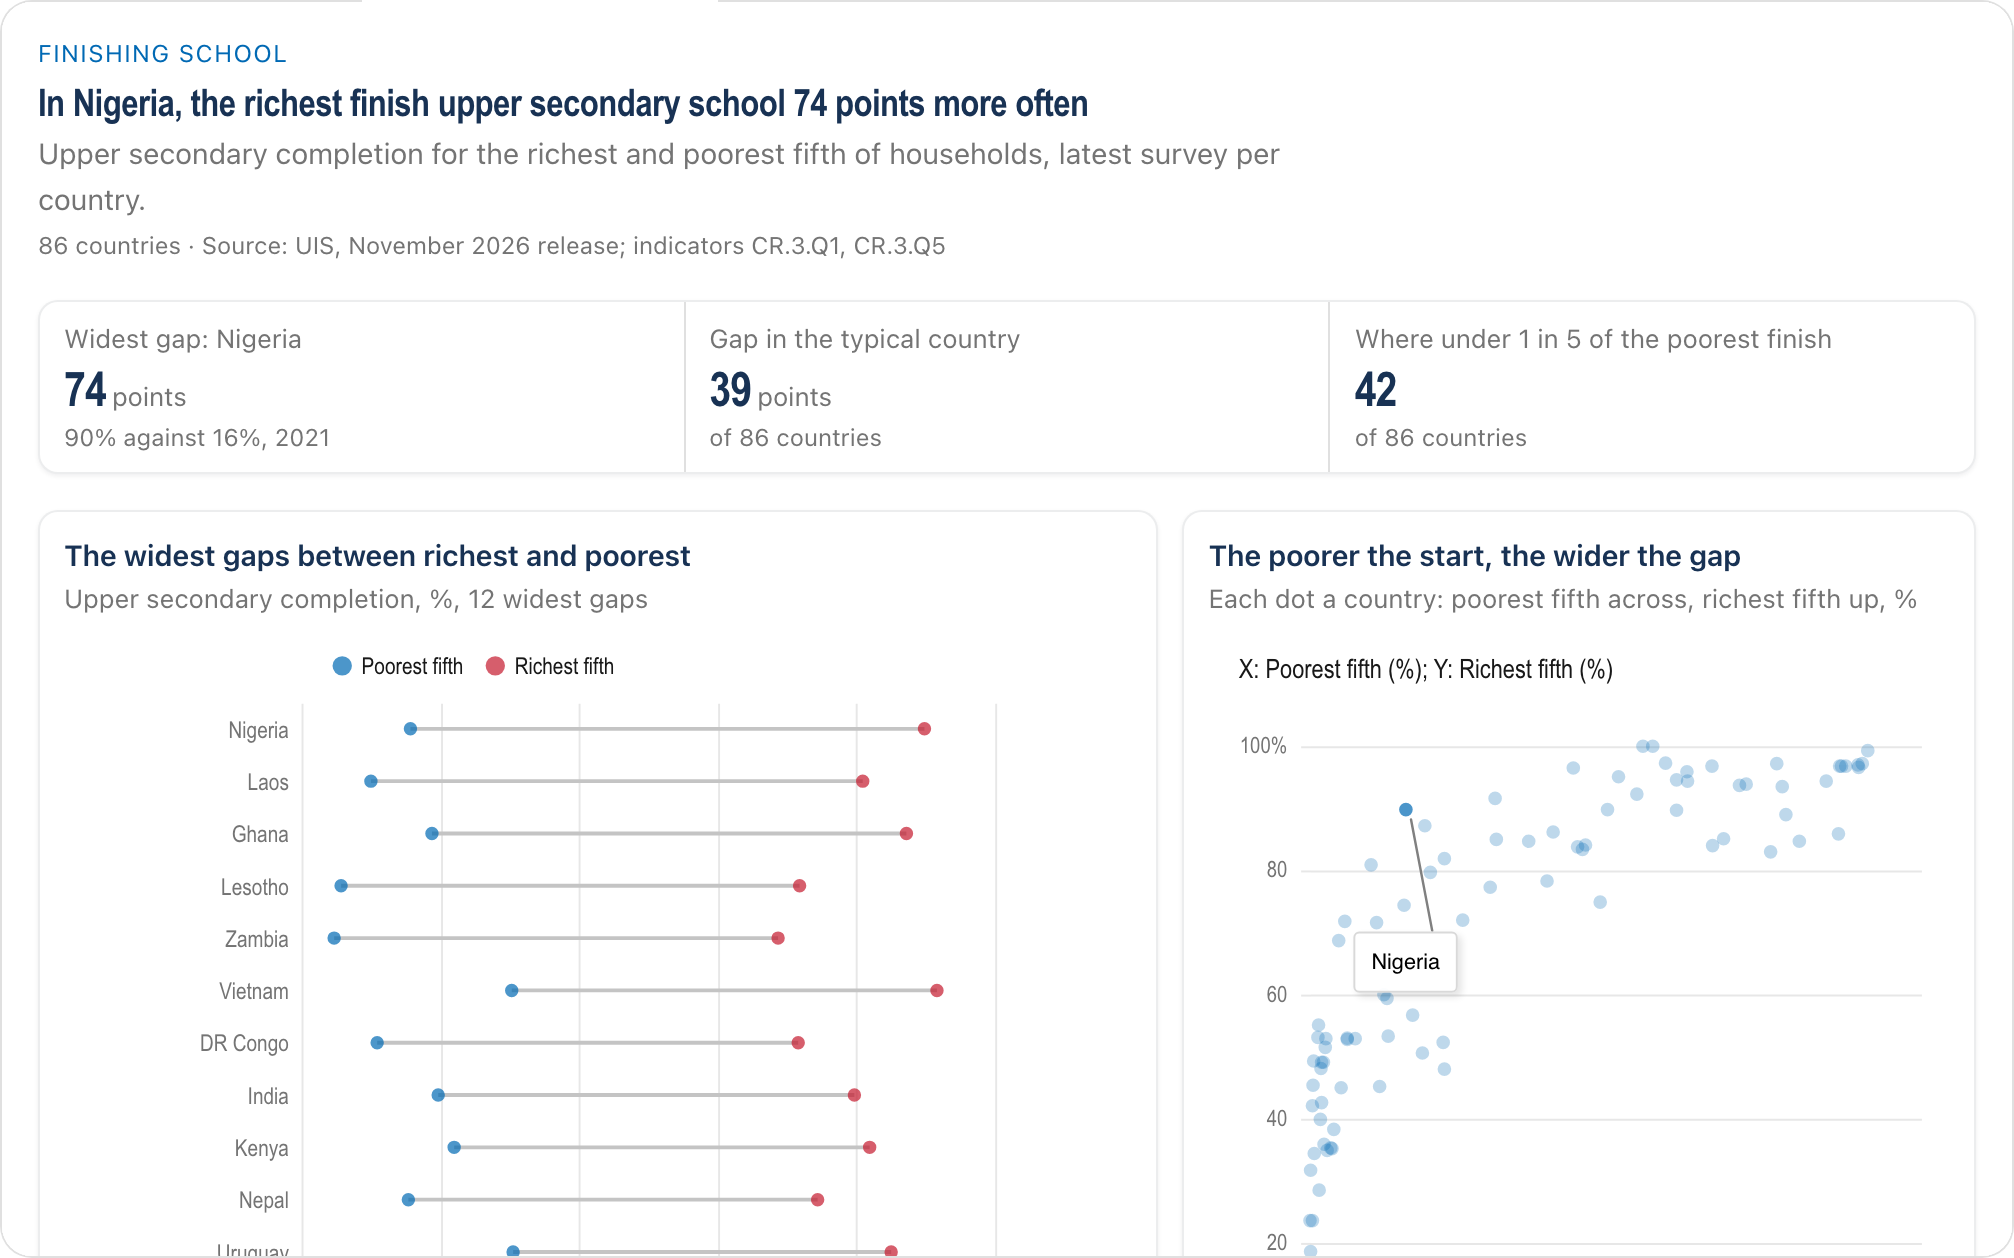 FINISHING SCHOOL
In Nigeria, the richest finish upper secondary school 74 points more often
Upper secondary completion for the richest and poorest fifth of households, latest survey per
country.
86 countries · Source: UIS, November 2026 release; indicators CR.3.Q1, CR.3.Q5
Widest gap: Nigeria
74 points
90% against 16%, 2021
Gap in the typical country
39 points
of 86 countries
Where under 1 in 5 of the poorest finish
42
of 86 countries
The widest gaps between richest and poorest
Upper secondary completion, %, 12 widest gaps
Poorest fifth
Richest fifth
Nigeria
Laos
Ghana
Lesotho
Zambia
Vietnam
DR Congo
India
Kenya
Nepal
Uruguay
The poorer the start, the wider the gap
Each dot a country: poorest fifth across, richest fifth up, %
X: Poorest fifth (%); Y: Richest fifth (%)
100%
80
Nigeria
60
40
20